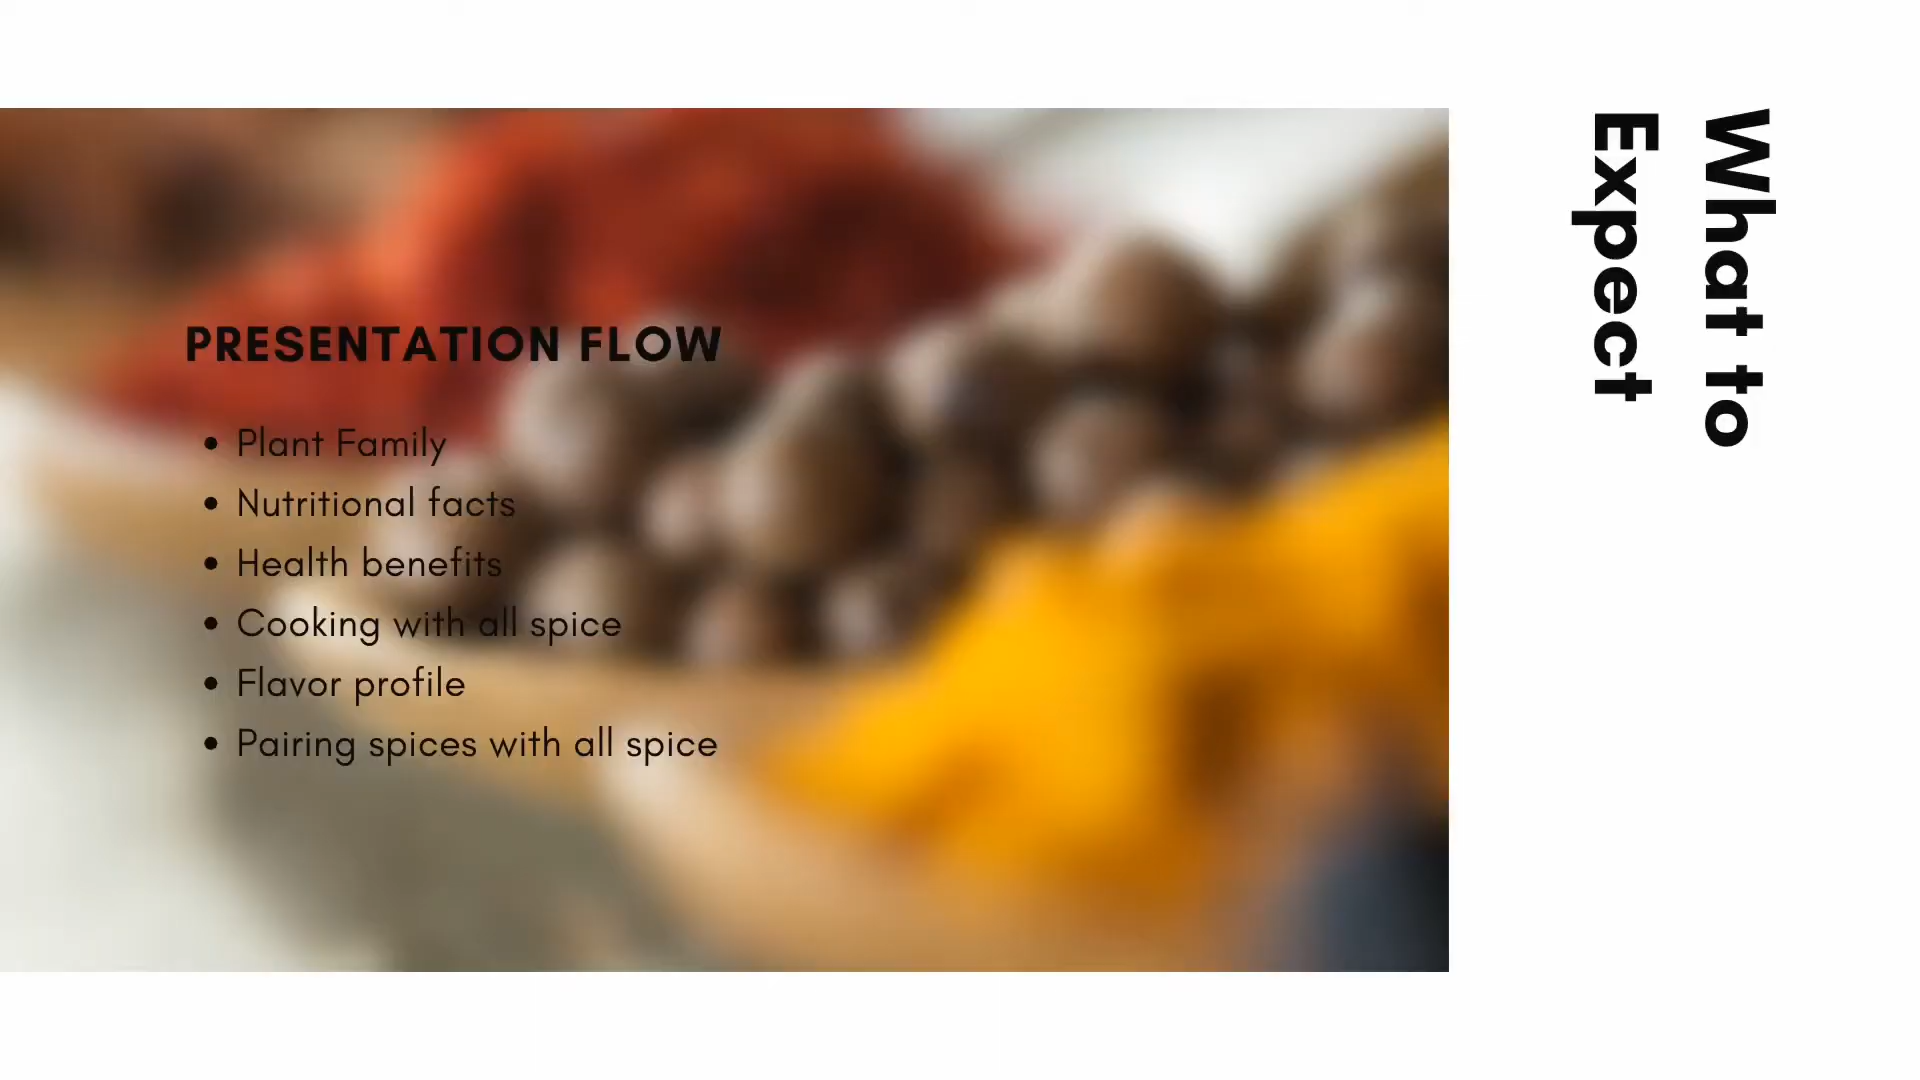 What to
Expect
PRESENTATION FLOW
Plant Family
Nutritional facts
Health benefits
Cooking with all spice
Flavor profile
Pairing spices with all spice